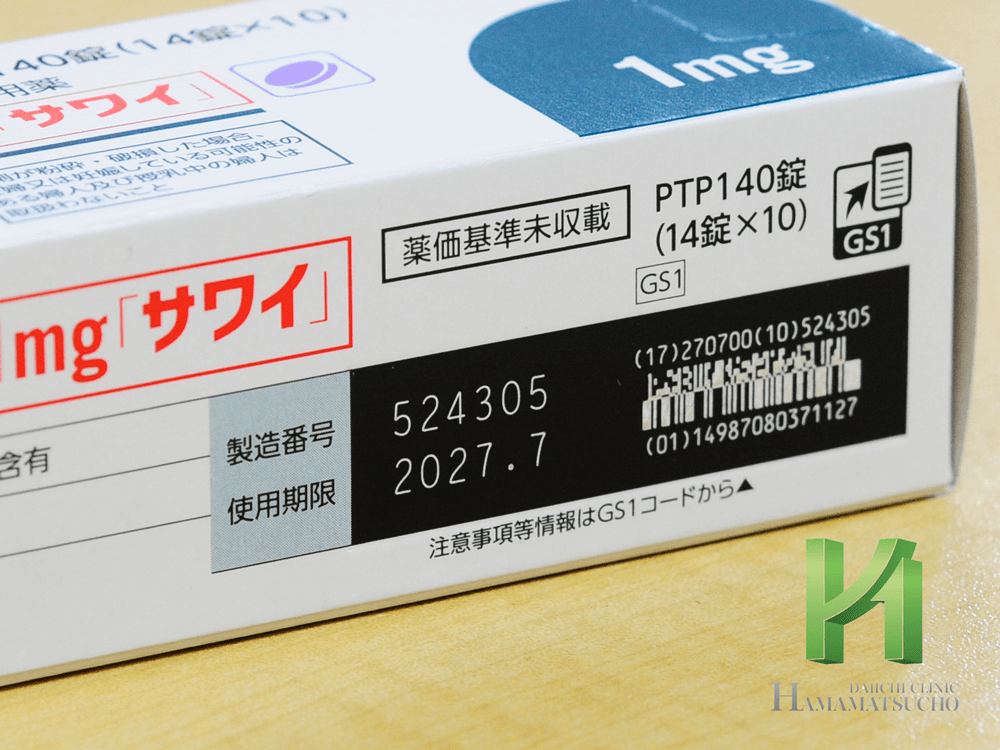 140錠(14錠×10)
用薬
「サワイ」
1mg
剤が粉砕・破損した場合、
婦又は妊娠している可能性の
ある婦人及び授乳中の婦人は
取扱わないこと
薬価基準未収載
PTP140錠
(14錠×10)
GS1
GS1
1mg「サワイ」
含有
製造番号
524305
使用期限
2027.7
(17)270700(10)524305
(01)14987080371127
注意事項等情報はGS1コードから▲
DAIICHI CLINIC
HAMAMATSUCHO